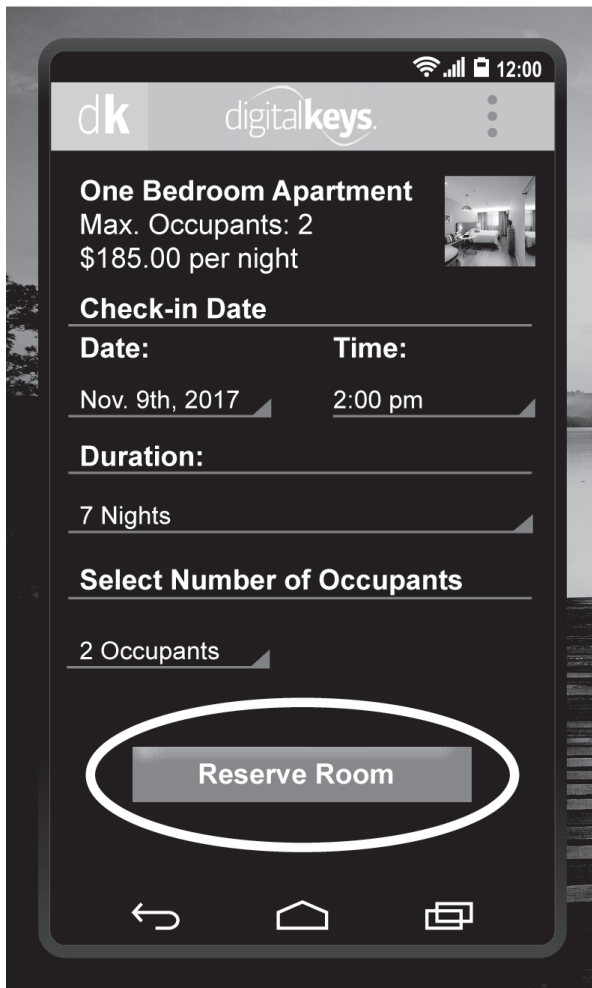 12:00
dk digitalkeys.
One Bedroom Apartment
Max. Occupants: 2
$185.00 per night
Check-in Date
Date: Time:
Nov. 9th, 2017 2:00 pm
Duration:
7 Nights
Select Number of Occupants
2 Occupants
Reserve Room